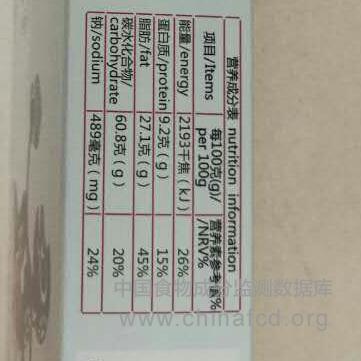 营养成分表 nutrition information
项目/Items 每100克(g)/per 100g 营养素参考值%/NRV%
能量/energy 2193千焦(kJ) 26%
蛋白质/protein 9.2克(g) 15%
脂肪/fat 27.1克(g) 45%
碳水化合物/carbohydrate 60.8克(g) 20%
钠/sodium 489毫克(mg) 24%
中国食物成分监测数据库
www.chinafcd.org